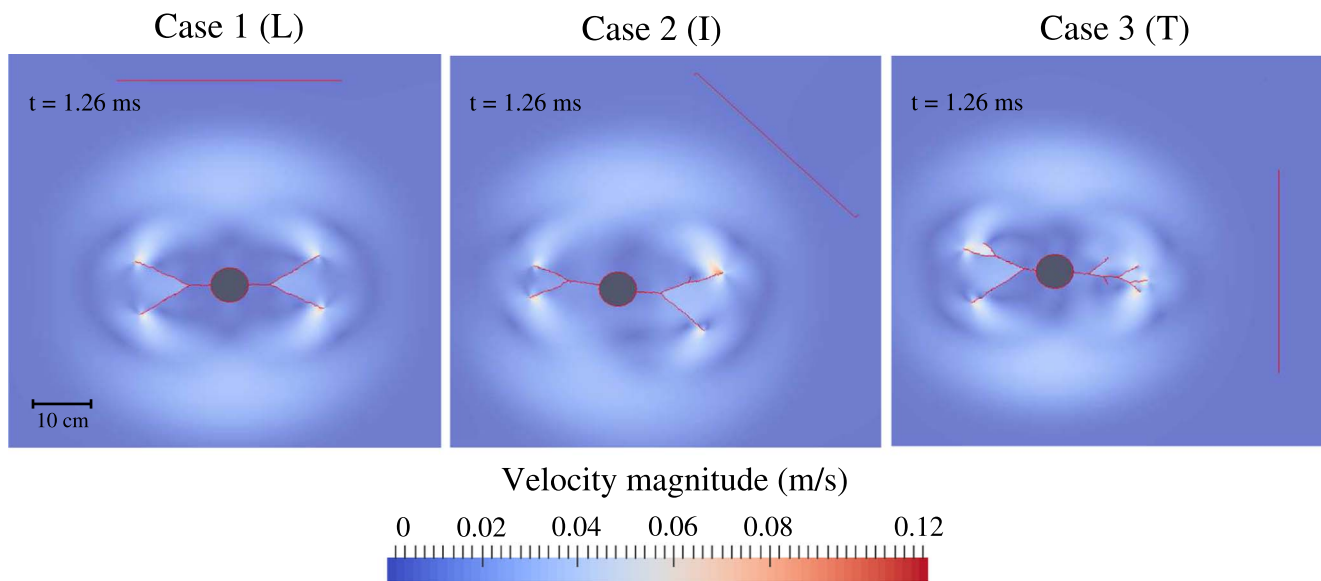 Case 1 (L)
Case 2 (I)
Case 3 (T)
t = 1.26 ms
t = 1.26 ms
t = 1.26 ms
10 cm
Velocity magnitude (m/s)
0 0.02 0.04 0.06 0.08 0.12